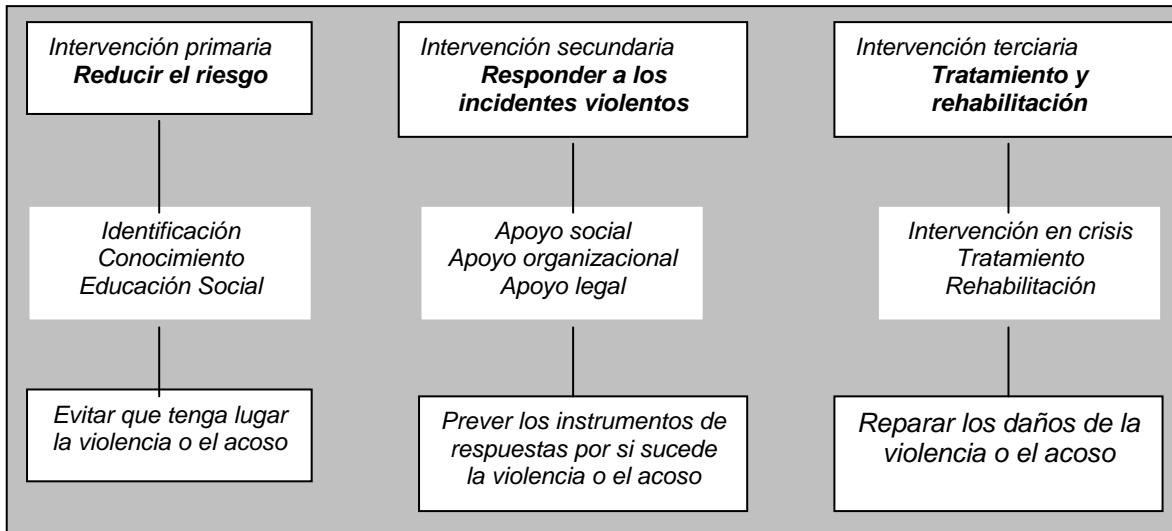 Intervención primaria
Reducir el riesgo
Identificación
Conocimiento
Educación Social
Evitar que tenga lugar
la violencia o el acoso
Intervención secundaria
Responder a los
incidentes violentos
Apoyo social
Apoyo organizacional
Apoyo legal
Prever los instrumentos de
respuestas por si sucede
la violencia o el acoso
Intervención terciaria
Tratamiento y
rehabilitación
Intervención en crisis
Tratamiento
Rehabilitación
Reparar los daños de la
violencia o el acoso